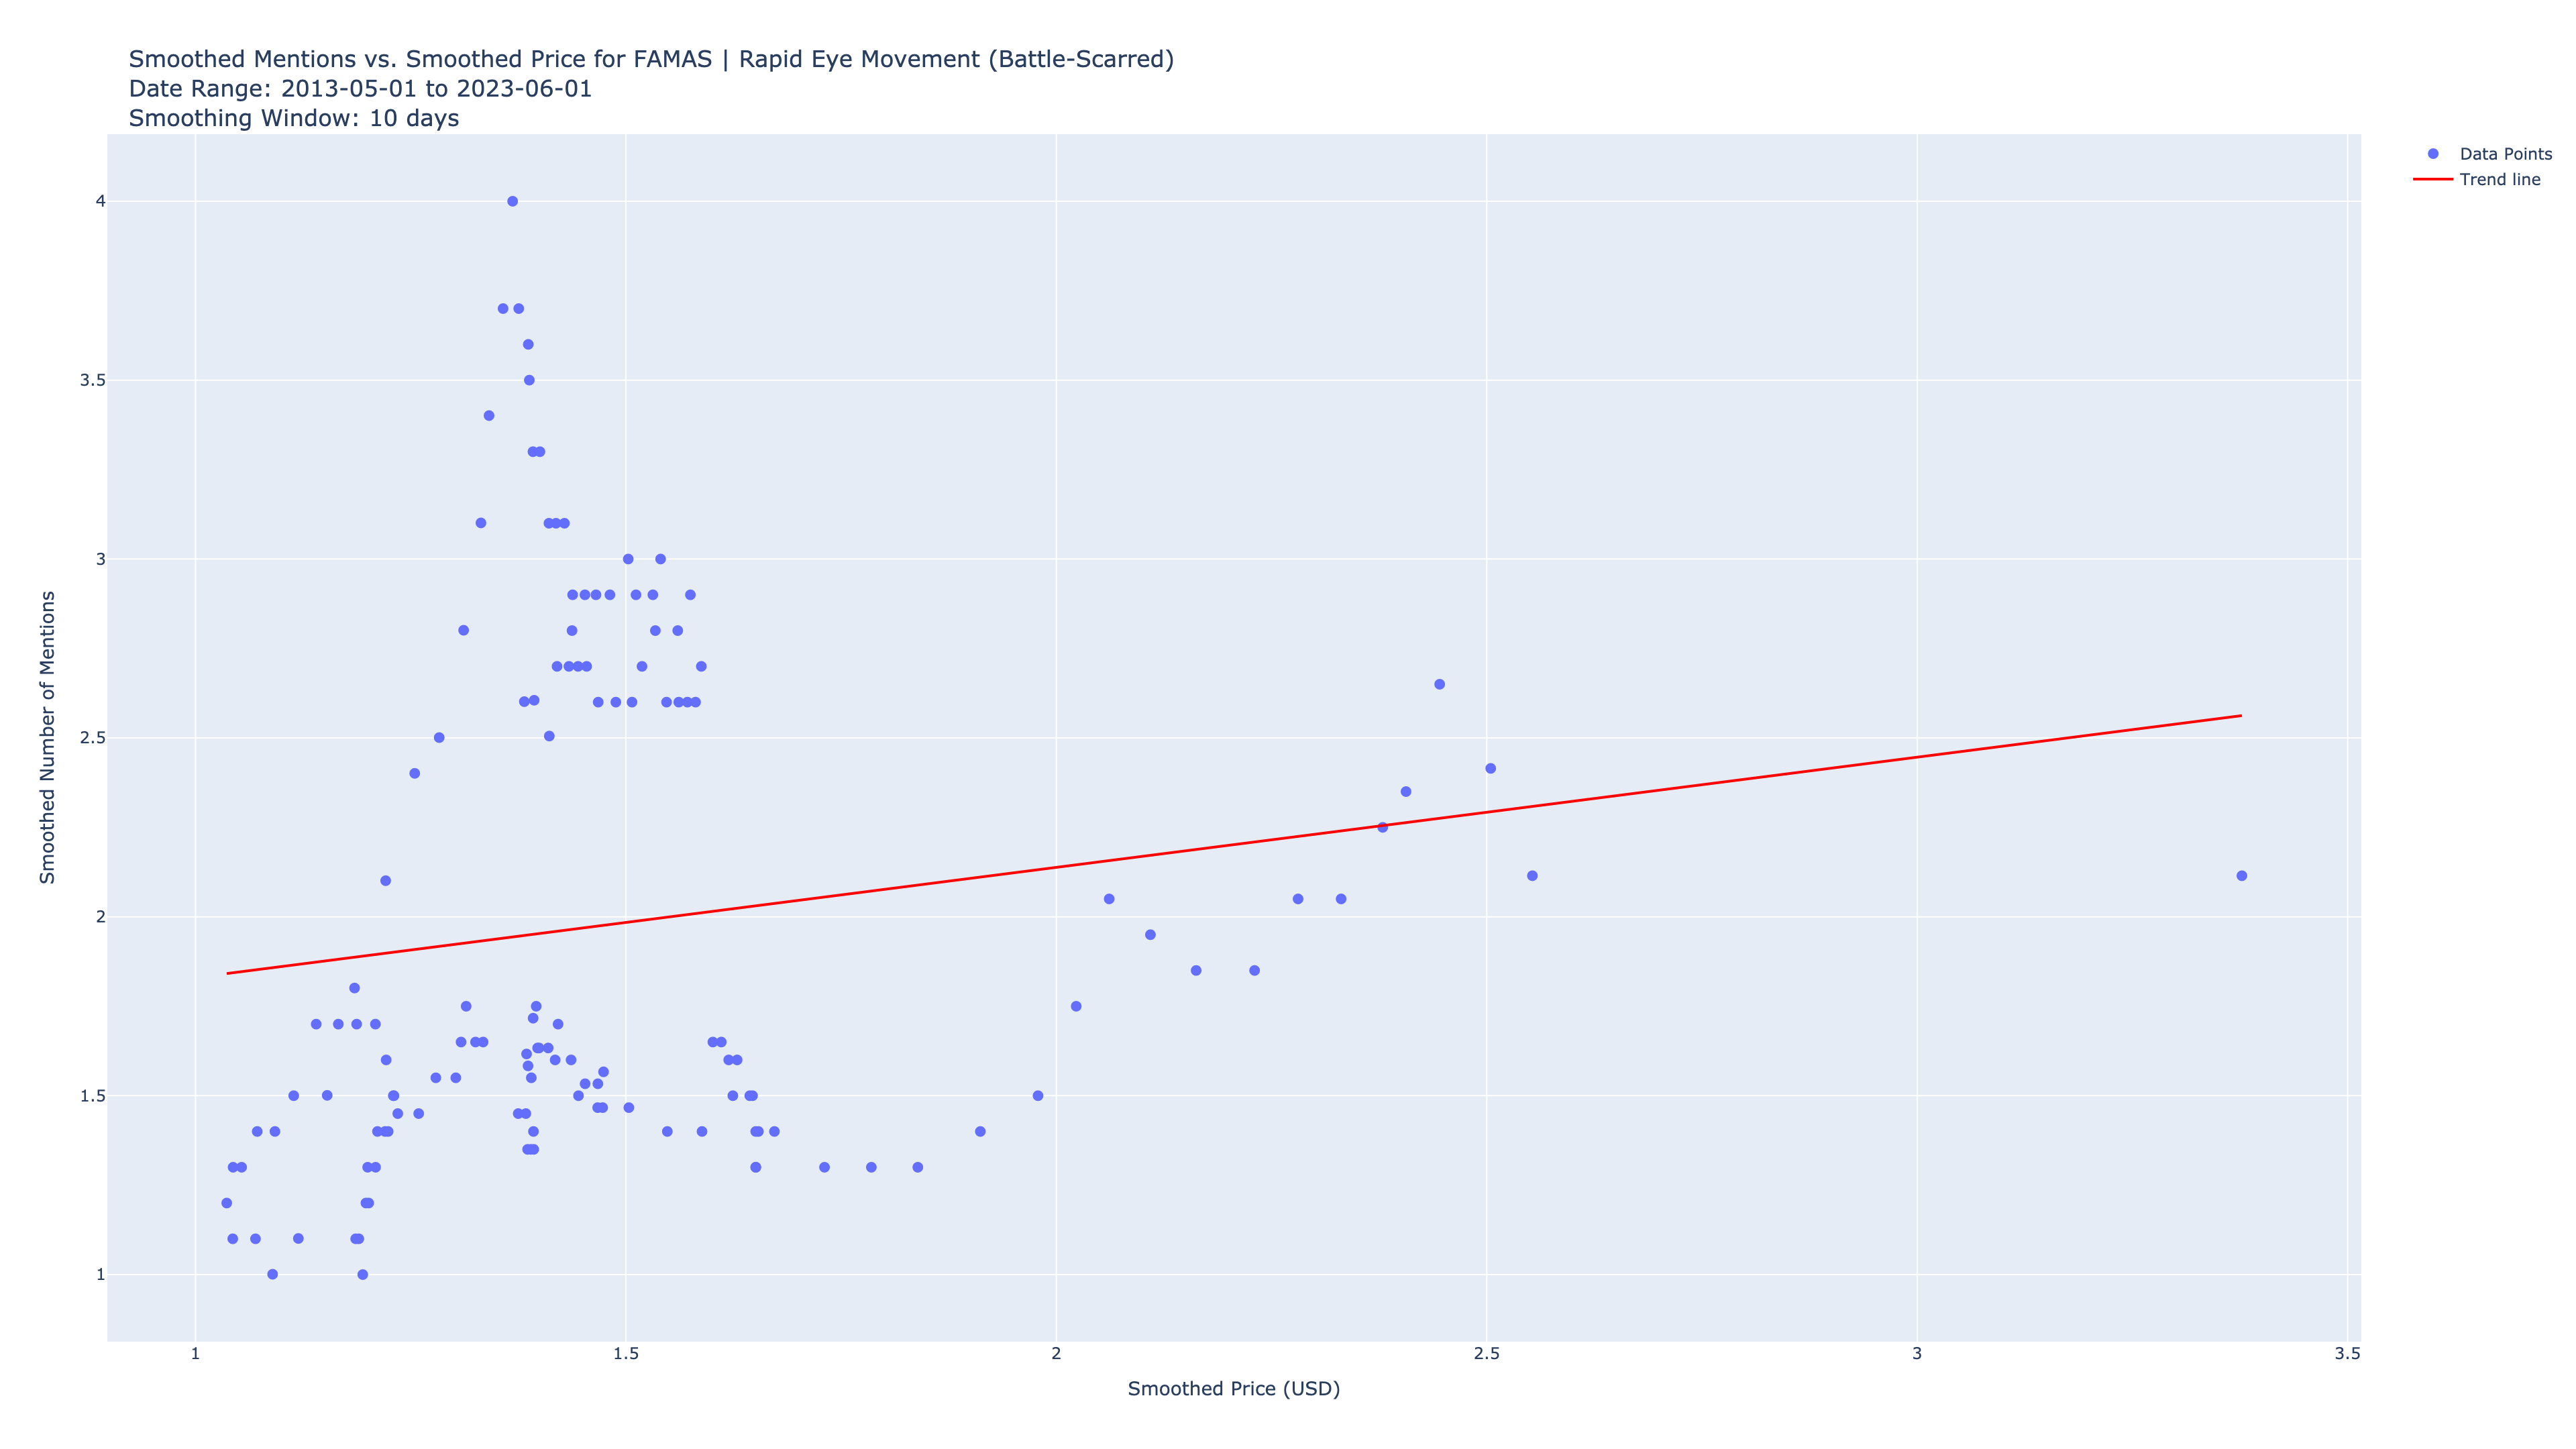 Smoothed Mentions vs. Smoothed Price for FAMAS | Rapid Eye Movement (Battle-Scarred)
Date Range: 2013-05-01 to 2023-06-01
Smoothing Window: 10 days
Data Points
Trend line
4
3.5
3
2.5
2
1.5
1
Smoothed Number of Mentions
1
1.5
2
2.5
3
3.5
Smoothed Price (USD)